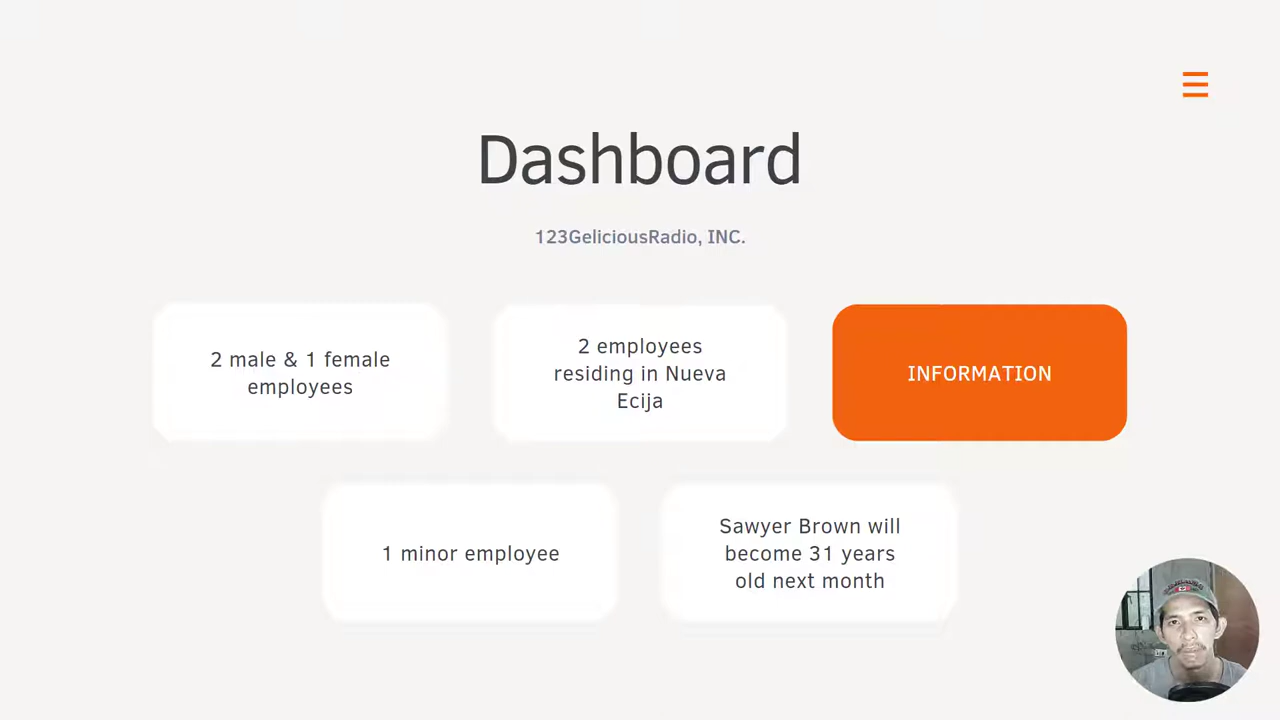 Dashboard
123GeliciousRadio, INC.
2 male & 1 female
employees
2 employees
residing in Nueva
Ecija
INFORMATION
1 minor employee
Sawyer Brown will
become 31 years
old next month